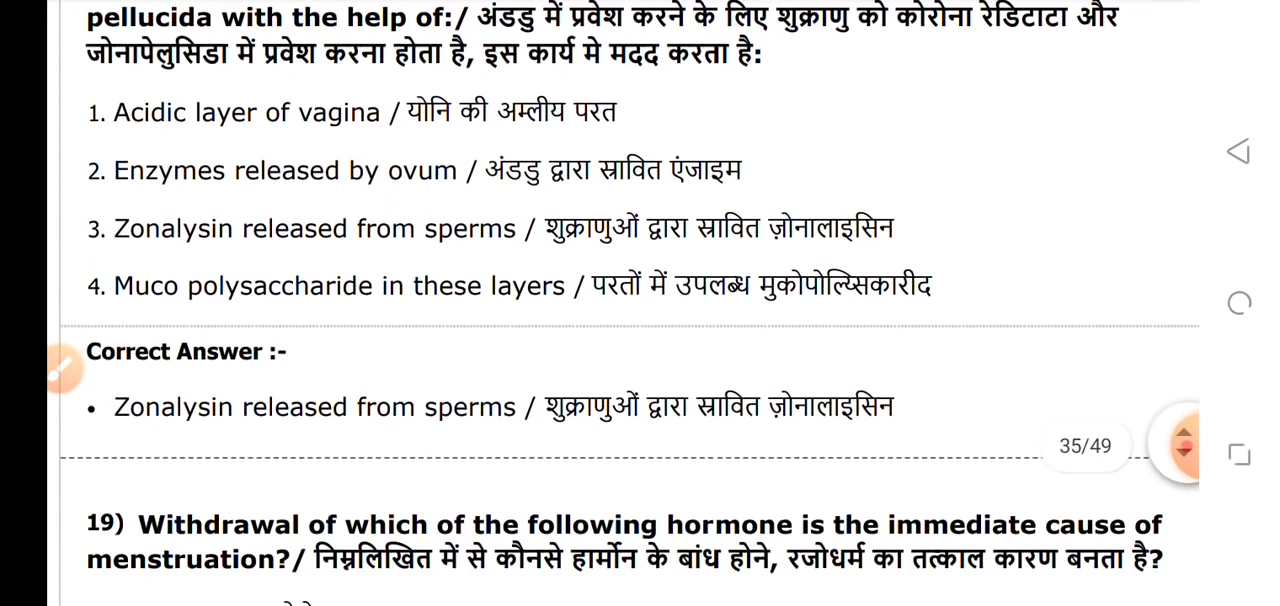 pellucida with the help of:/ अंडडु में प्रवेश करने के लिए शुक्राणु को कोरोना रेडिटाटा और
जोनापेलुसिडा में प्रवेश करना होता है, इस कार्य मे मदद करता है:
1. Acidic layer of vagina / योनि की अम्लीय परत
2. Enzymes released by ovum / अंडडु द्वारा स्रावित एंजाइम
3. Zonalysin released from sperms / शुक्राणुओं द्वारा स्रावित ज़ोनालाइसिन
4. Muco polysaccharide in these layers / परतों में उपलब्ध मुकोपोल्य्सिकारीद
Correct Answer :-
• Zonalysin released from sperms / शुक्राणुओं द्वारा स्रावित ज़ोनालाइसिन
35/49
19) Withdrawal of which of the following hormone is the immediate cause of
menstruation?/ निम्नलिखित में से कौनसे हार्मोन के बांध होने, रजोधर्म का तत्काल कारण बनता है?